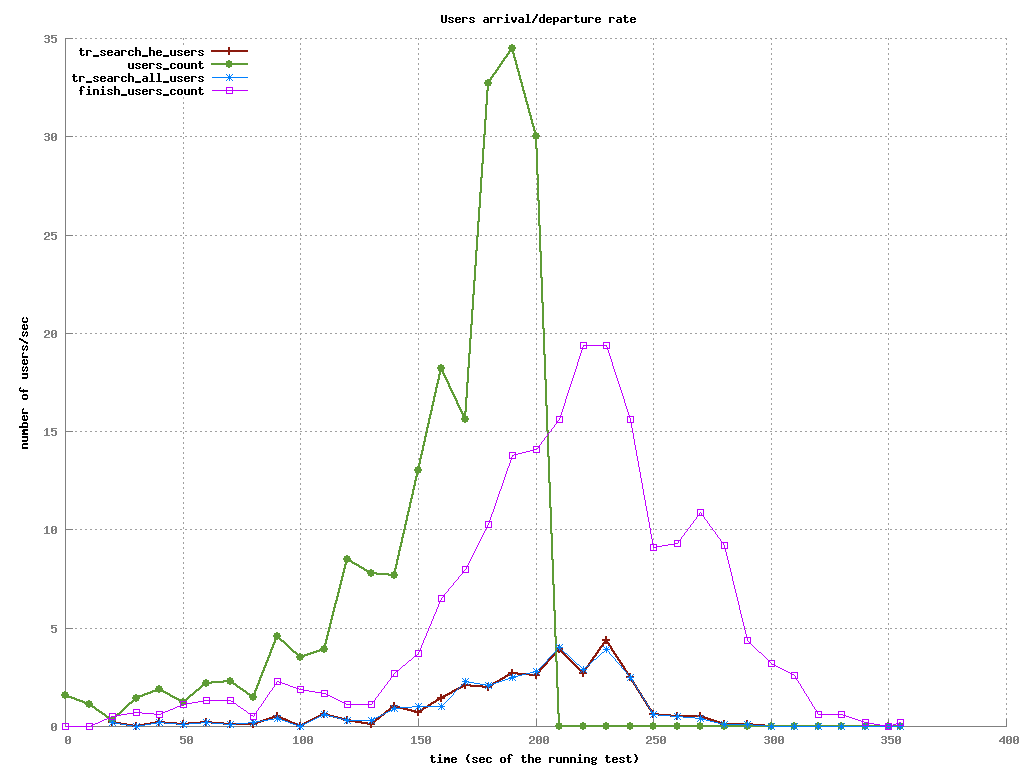 Users arrival/departure rate
tr_search_he_users
users_count
tr_search_all_users
finish_users_count
35
30
25
20
15
10
5
0
number of users/sec
0 50 100 150 200 250 300 350 400
time (sec of the running test)